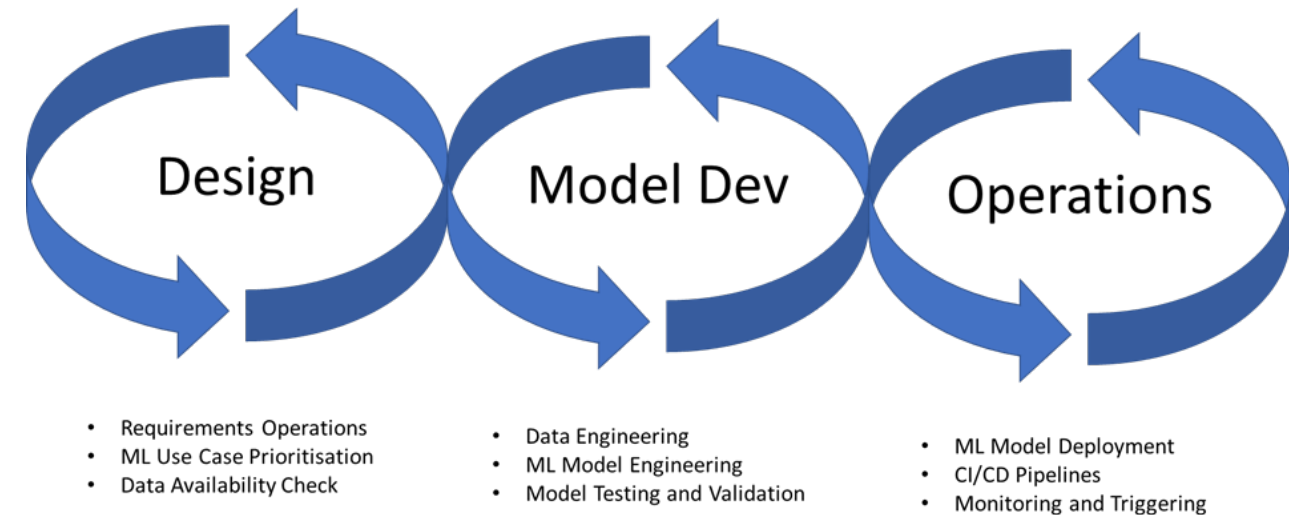 Design
Model Dev
Operations
• Requirements Operations
• ML Use Case Prioritisation
• Data Availability Check
• Data Engineering
• ML Model Engineering
• Model Testing and Validation
• ML Model Deployment
• CI/CD Pipelines
• Monitoring and Triggering